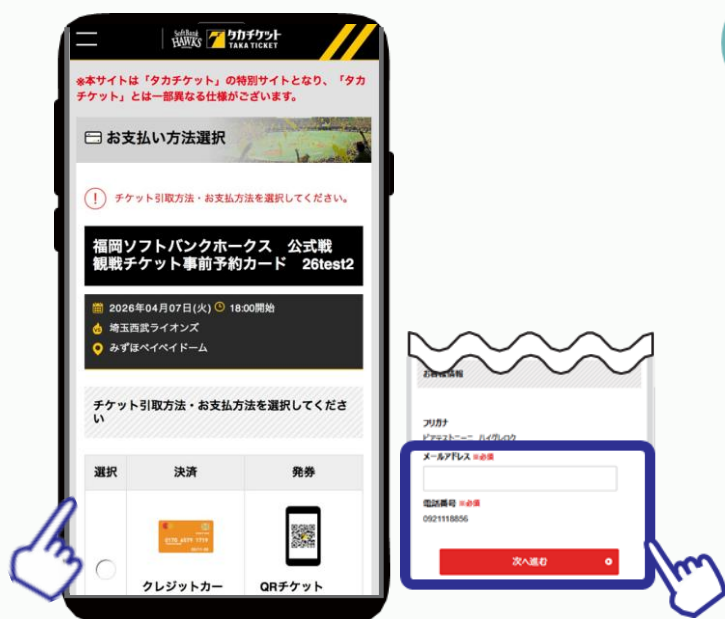 SoftBank HAWKS タカチケット TAKA TICKET
※本サイトは「タカチケット」の特別サイトとなり、「タカ
チケット」とは一部異なる仕様がございます。
お支払い方法選択
チケット引取方法・お支払方法を選択してください。
福岡ソフトバンクホークス 公式戦
観戦チケット事前予約カード 26test2
2026年04月07日(火) 18:00開始
VS 埼玉西武ライオンズ
みずほペイペイドーム
チケット引取方法・お支払方法を選択してくださ
い
選択 決済 発券
クレジットカー QRチケット
お客様情報
フリガナ
メールアドレス ※必須
電話番号 ※必須
0921118856
次へ進む